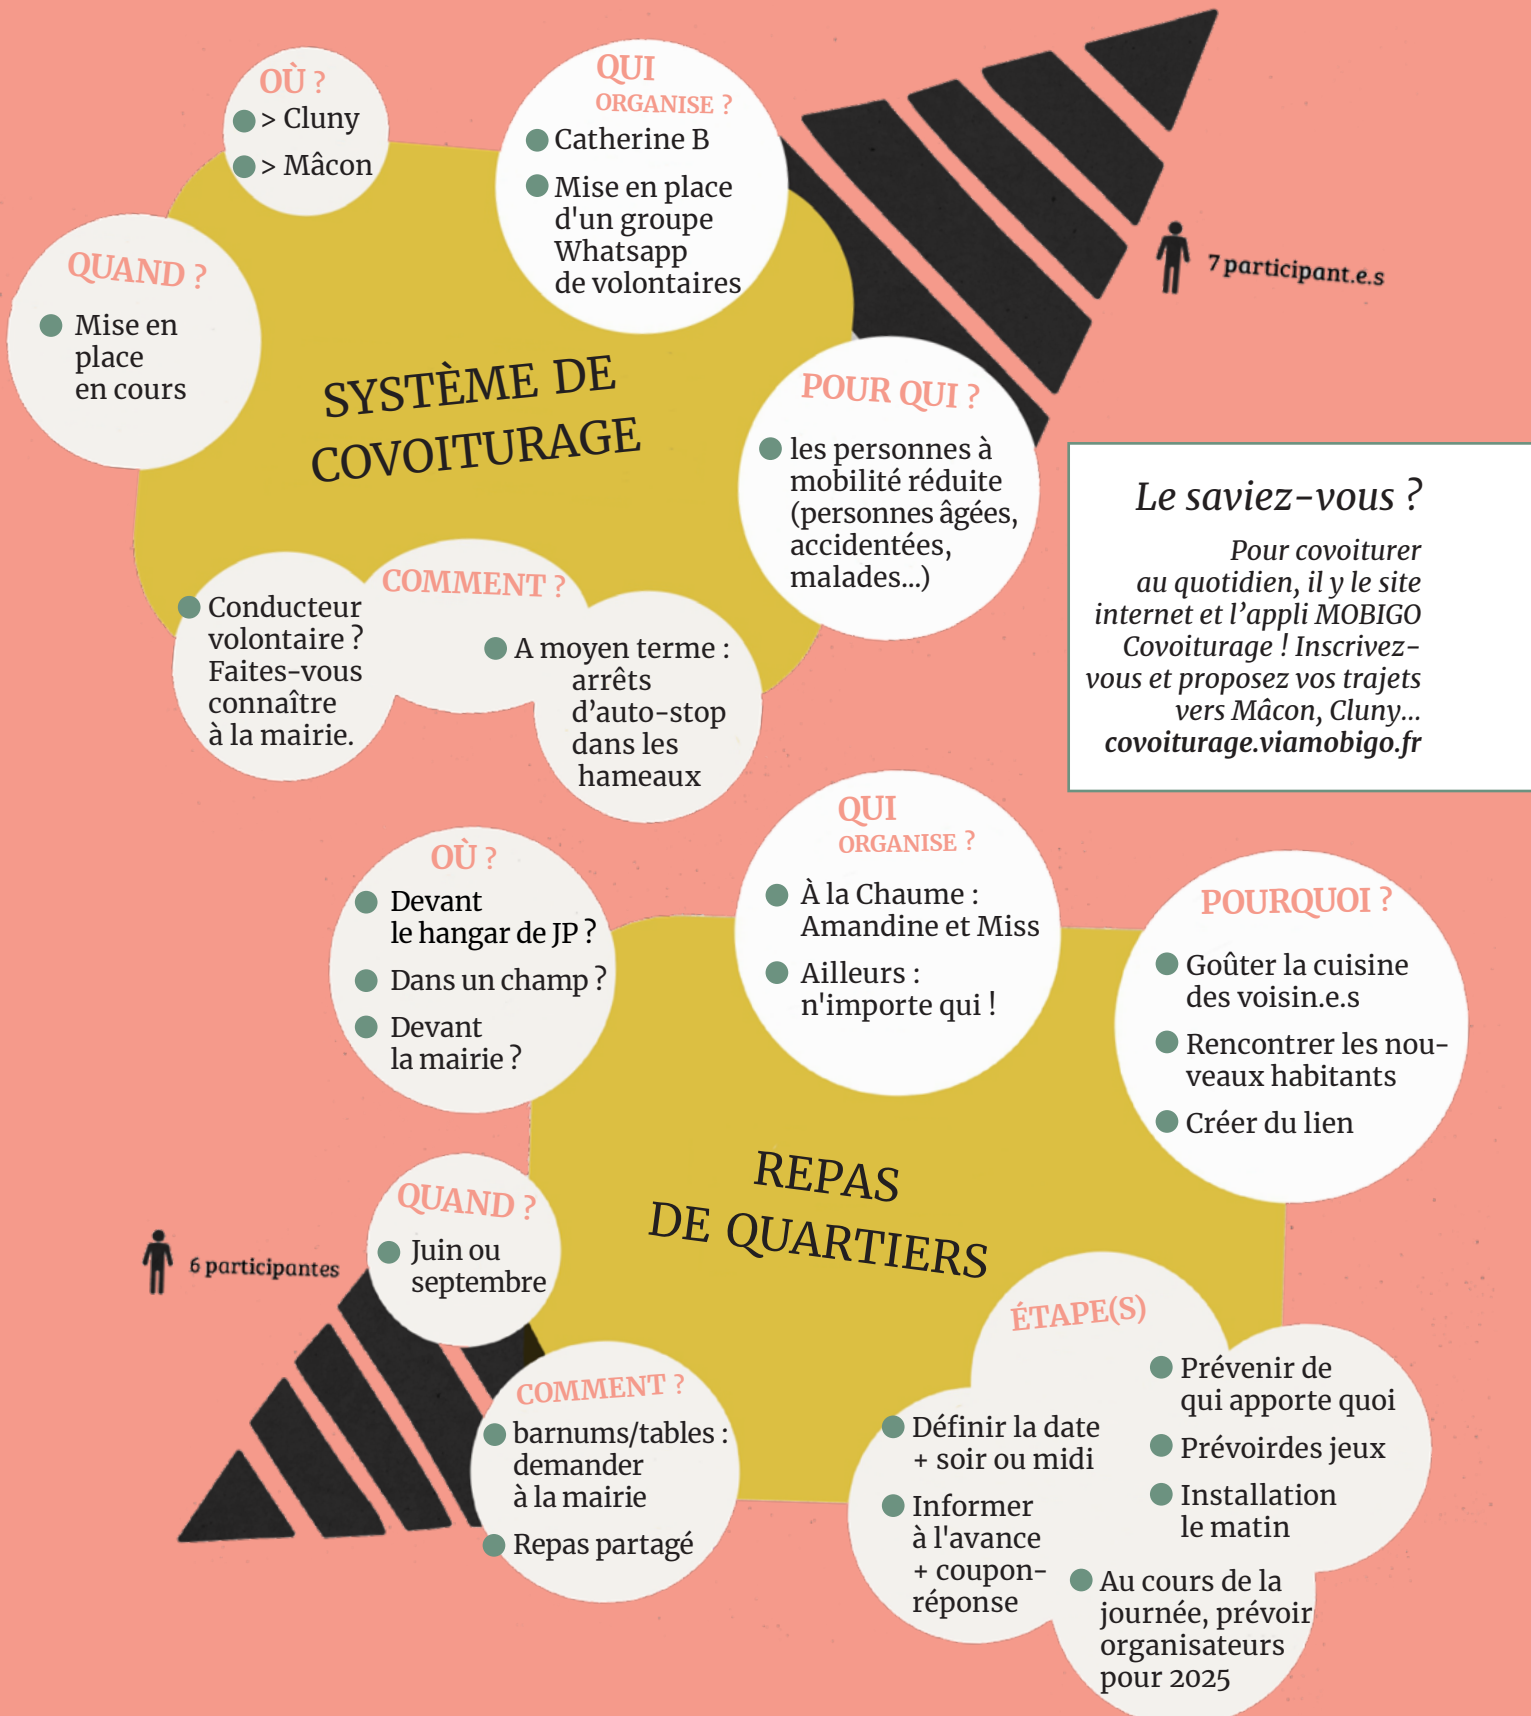 OÙ ?
> Cluny
> Mâcon
QUI
ORGANISE ?
Catherine B
Mise en place
d'un groupe
Whatsapp
de volontaires
7 participant.e.s
QUAND ?
Mise en
place
en cours
SYSTÈME DE
COVOITURAGE
POUR QUI ?
les personnes à
mobilité réduite
(personnes âgées,
accidentées,
malades...)
COMMENT ?
Conducteur
volontaire ?
Faites-vous
connaître
à la mairie.
A moyen terme :
arrêts
d’auto-stop
dans les
hameaux
Le saviez-vous ?
Pour covoiturer
au quotidien, il y le site
internet et l’appli MOBIGO
Covoiturage ! Inscrivez-
vous et proposez vos trajets
vers Mâcon, Cluny...
covoiturage.viamobigo.fr
OÙ ?
Devant
le hangar de JP ?
Dans un champ ?
Devant
la mairie ?
QUI
ORGANISE ?
À la Chaume :
Amandine et Miss
Ailleurs :
n'importe qui !
POURQUOI ?
Goûter la cuisine
des voisin.e.s
Rencontrer les nou-
veaux habitants
Créer du lien
REPAS
DE QUARTIERS
QUAND ?
Juin ou
septembre
6 participantes
COMMENT ?
barnums/tables :
demander
à la mairie
Repas partagé
ÉTAPE(S)
Définir la date
+ soir ou midi
Informer
à l'avance
+ coupon-
réponse
Prévenir de
qui apporte quoi
Prévoirdes jeux
Installation
le matin
Au cours de la
journée, prévoir
organisateurs
pour 2025